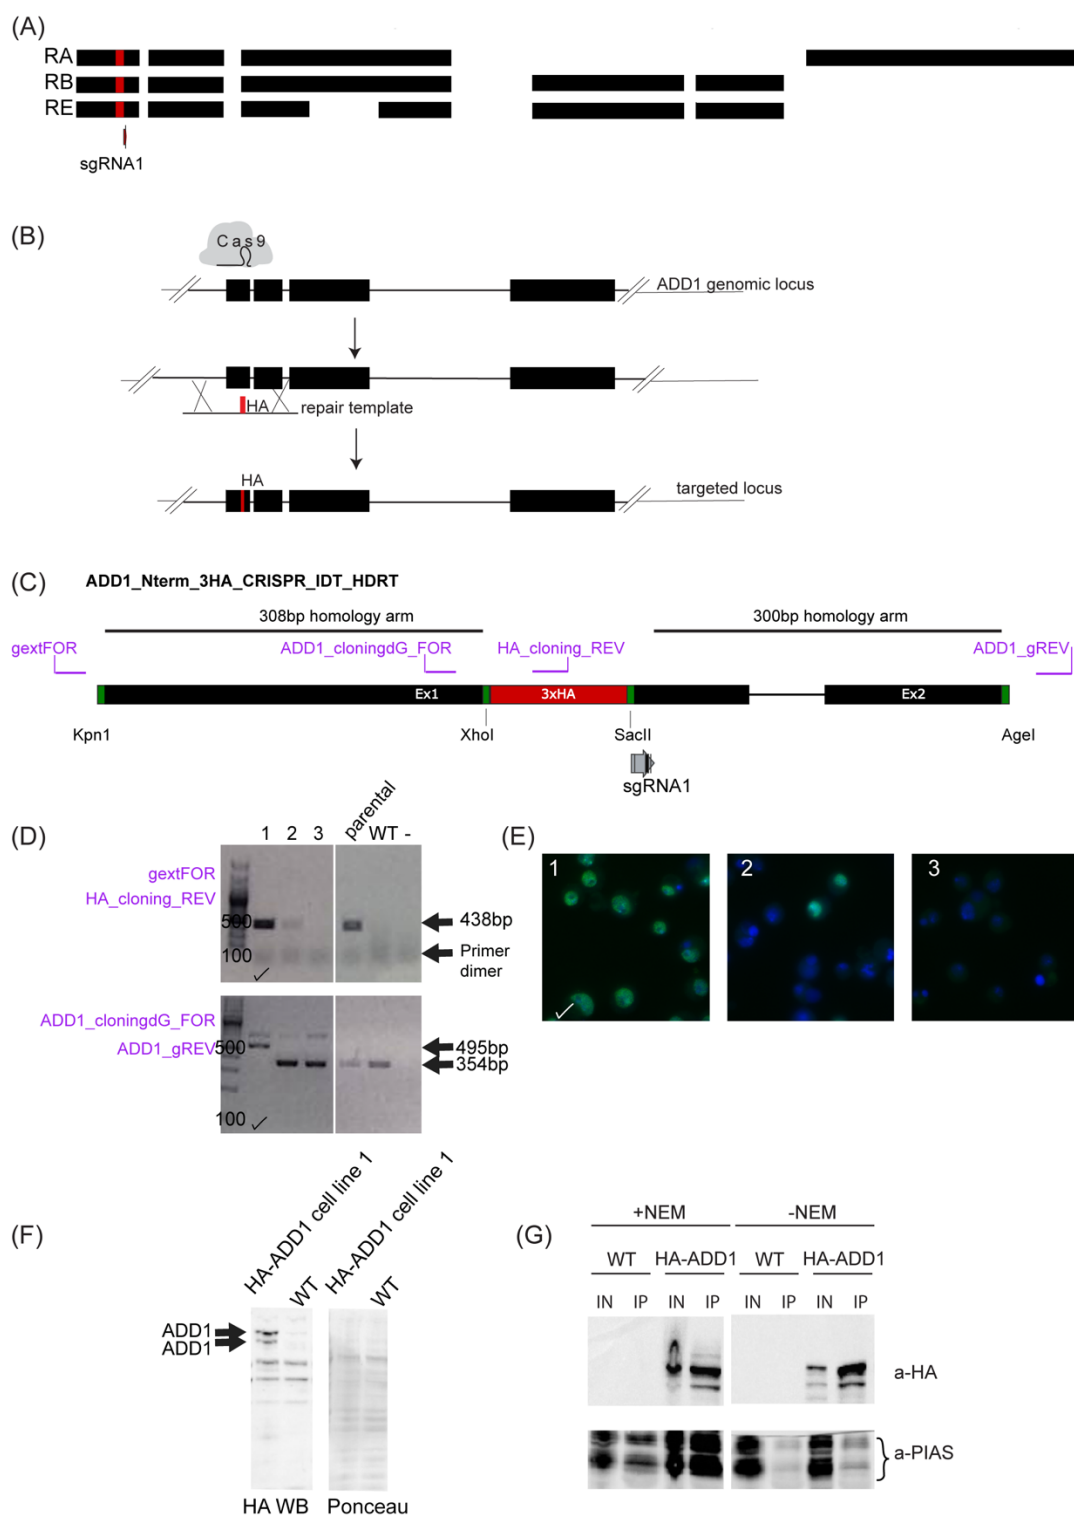 (A)
RA
RB
RE
sgRNA1
(B)
Cas9
ADD1 genomic locus
HA
repair template
HA
targeted locus
(C)
ADD1_Nterm_3HA_CRISPR_IDT_HDRT
308bp homology arm
300bp homology arm
gextFOR
ADD1_cloningdG_FOR
HA_cloning_REV
ADD1_gREV
Ex1
3xHA
Ex2
Kpn1
XhoI
SacII
AgeI
sgRNA1
(D)
1 2 3 parental WT -
gextFOR
HA_cloning_REV
500
100
438bp
Primer
dimer
ADD1_cloningdG_FOR
ADD1_gREV
500
100
495bp
354bp
(E)
1
2
3
(F)
HA-ADD1 cell line 1
WT
HA-ADD1 cell line 1
WT
ADD1
ADD1
HA WB
Ponceau
(G)
+NEM
-NEM
WT HA-ADD1 WT HA-ADD1
IN IP IN IP IN IP IN IP
a-HA
a-PIAS